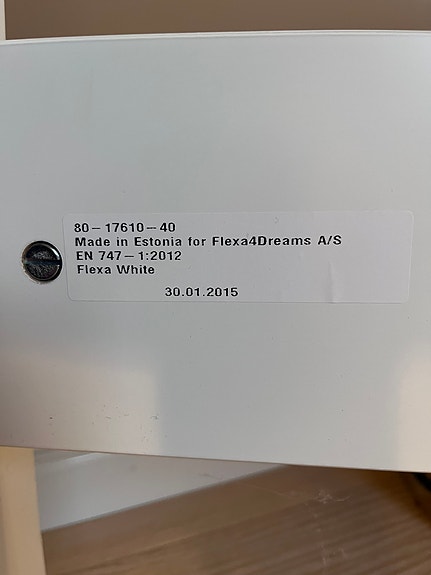 80-17610-40
Made in Estonia for Flexa4Dreams A/S
EN 747-1:2012
Flexa White
30.01.2015